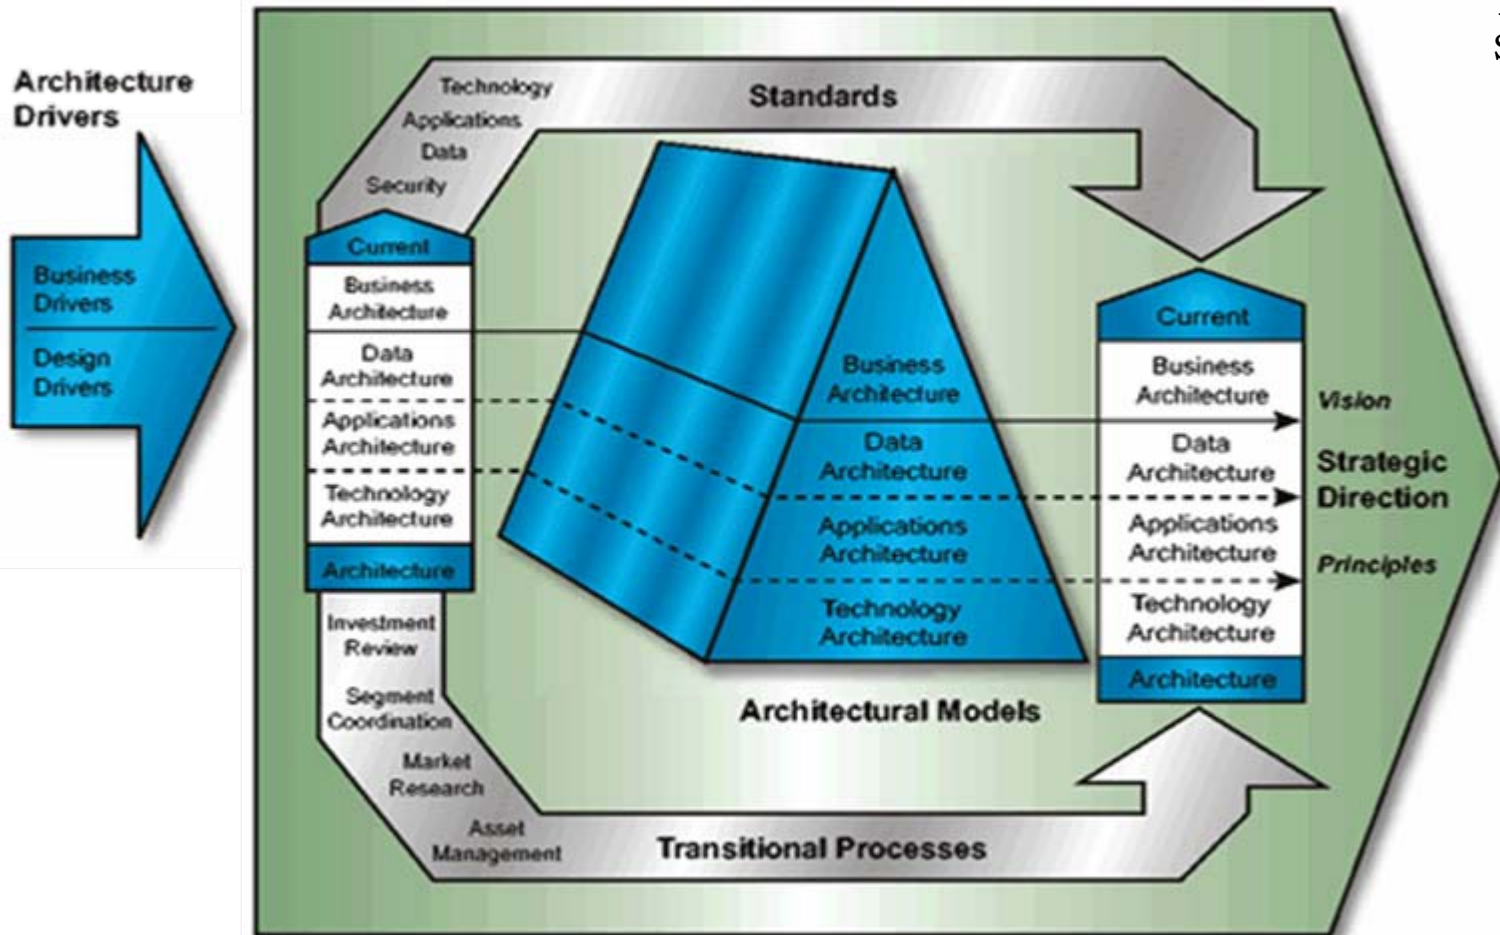 Architecture
Drivers
Business
Drivers
Design
Drivers
Technology
Applications
Data
Security
Standards
Current
Business
Architecture
Data
Architecture
Applications
Architecture
Technology
Architecture
Architecture
Investment
Review
Segment
Coordination
Market
Research
Asset
Management
Transitional Processes
Business
Architecture
Data
Architecture
Applications
Architecture
Technology
Architecture
Architectural Models
Current
Business
Architecture
Data
Architecture
Applications
Architecture
Technology
Architecture
Architecture
Vision
Strategic
Direction
Principles